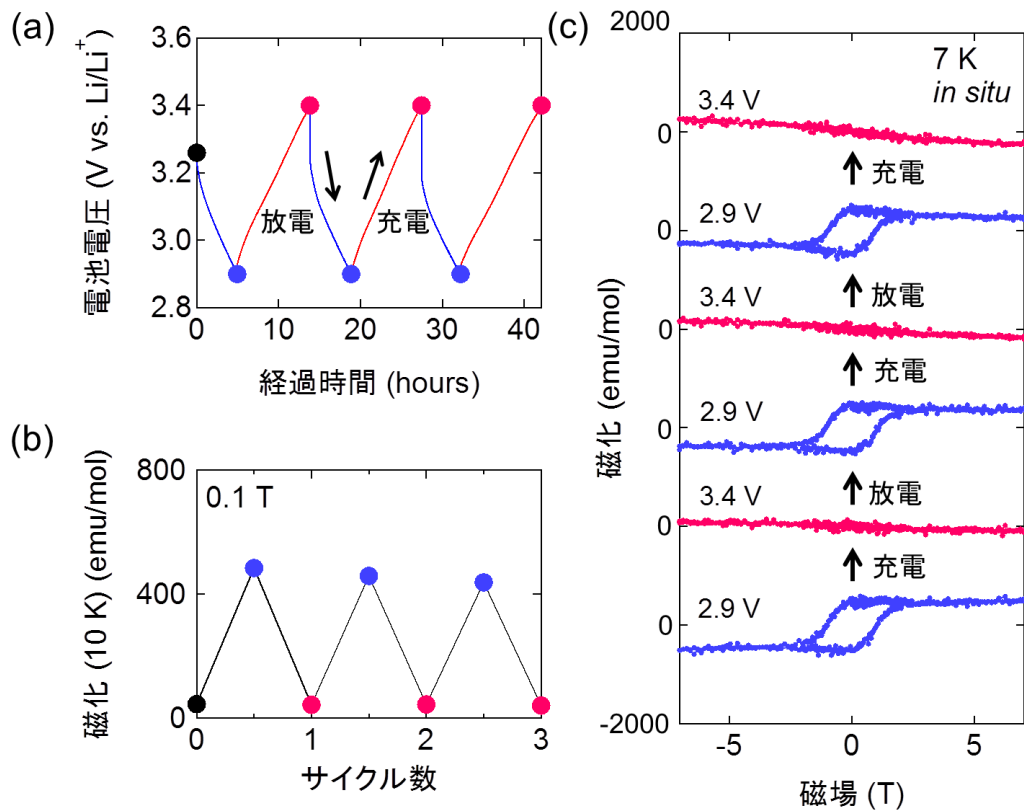 (a)
電池電圧 (V vs. Li/Li⁺)
3.6
3.4
3.2
3.0
2.8
放電
充電
0
10
20
30
40
経過時間 (hours)
(b)
磁化 (10 K) (emu/mol)
800
400
0
0.1 T
0
1
2
3
サイクル数
(c)
磁化 (emu/mol)
2000
0
0
0
0
0
0
-2000
7 K
in situ
3.4 V
充電
2.9 V
放電
3.4 V
充電
2.9 V
放電
3.4 V
充電
2.9 V
-5
0
5
磁場 (T)